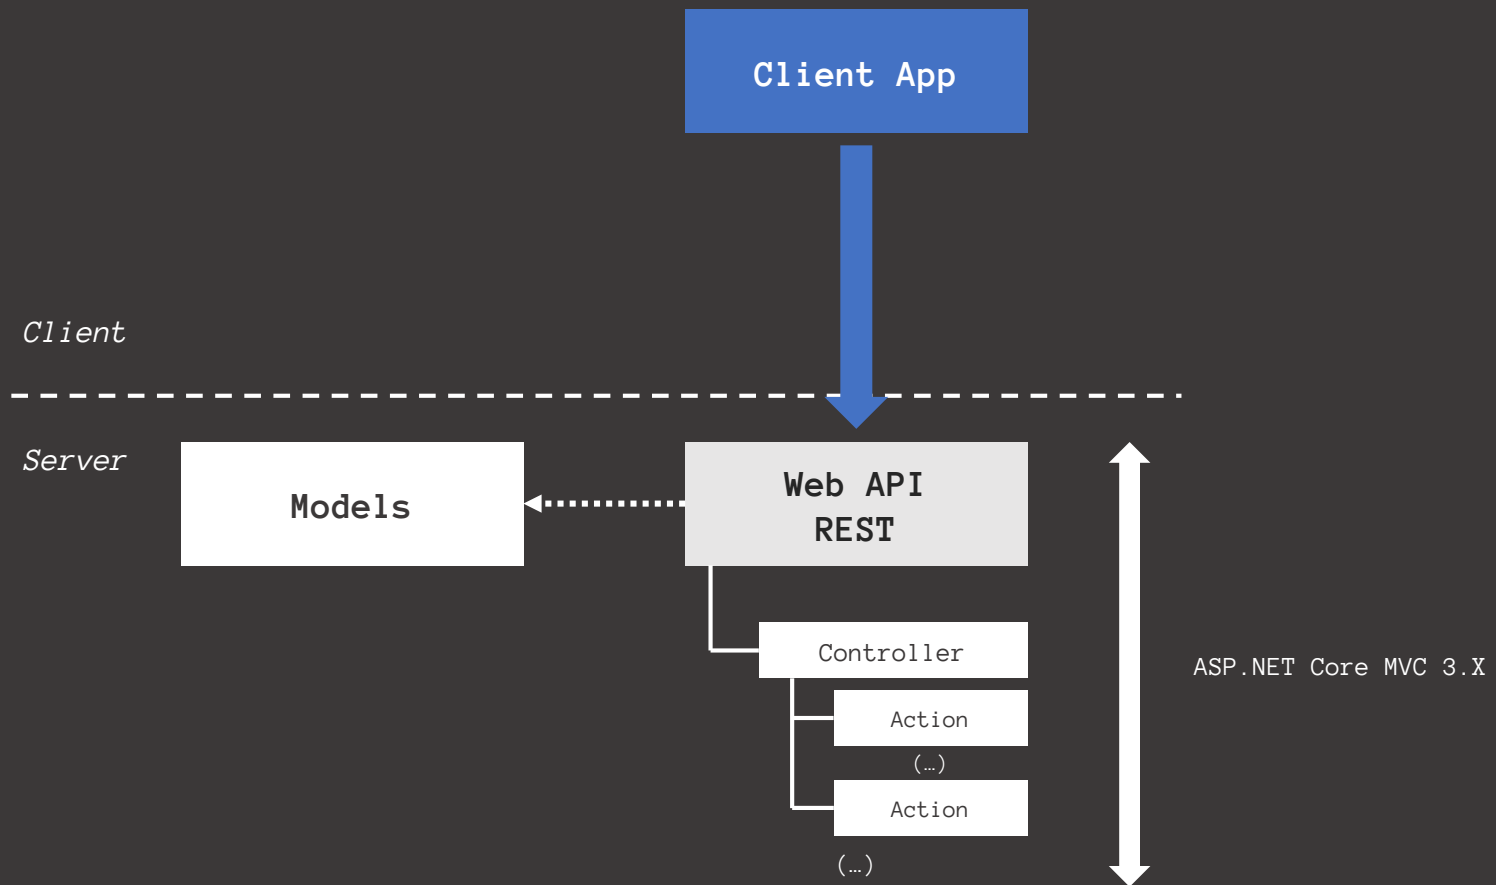 Client App
Client
Server
Models
Web API
REST
Controller
Action
(…)
Action
(…)
ASP.NET Core MVC 3.X